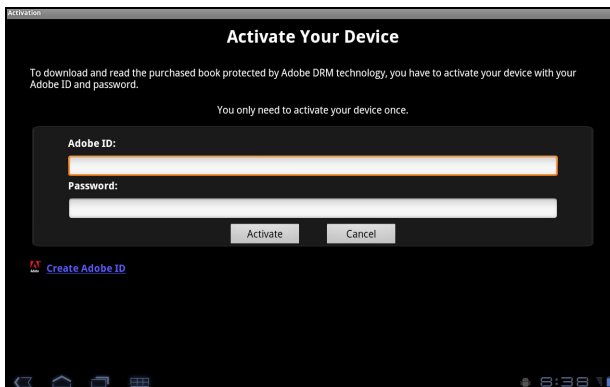 Activation
Activate Your Device
To download and read the purchased book protected by Adobe DRM technology, you have to activate your device with your
Adobe ID and password.
You only need to activate your device once.
Adobe ID:
Password:
Activate Cancel
Adobe Create Adobe ID
8:38